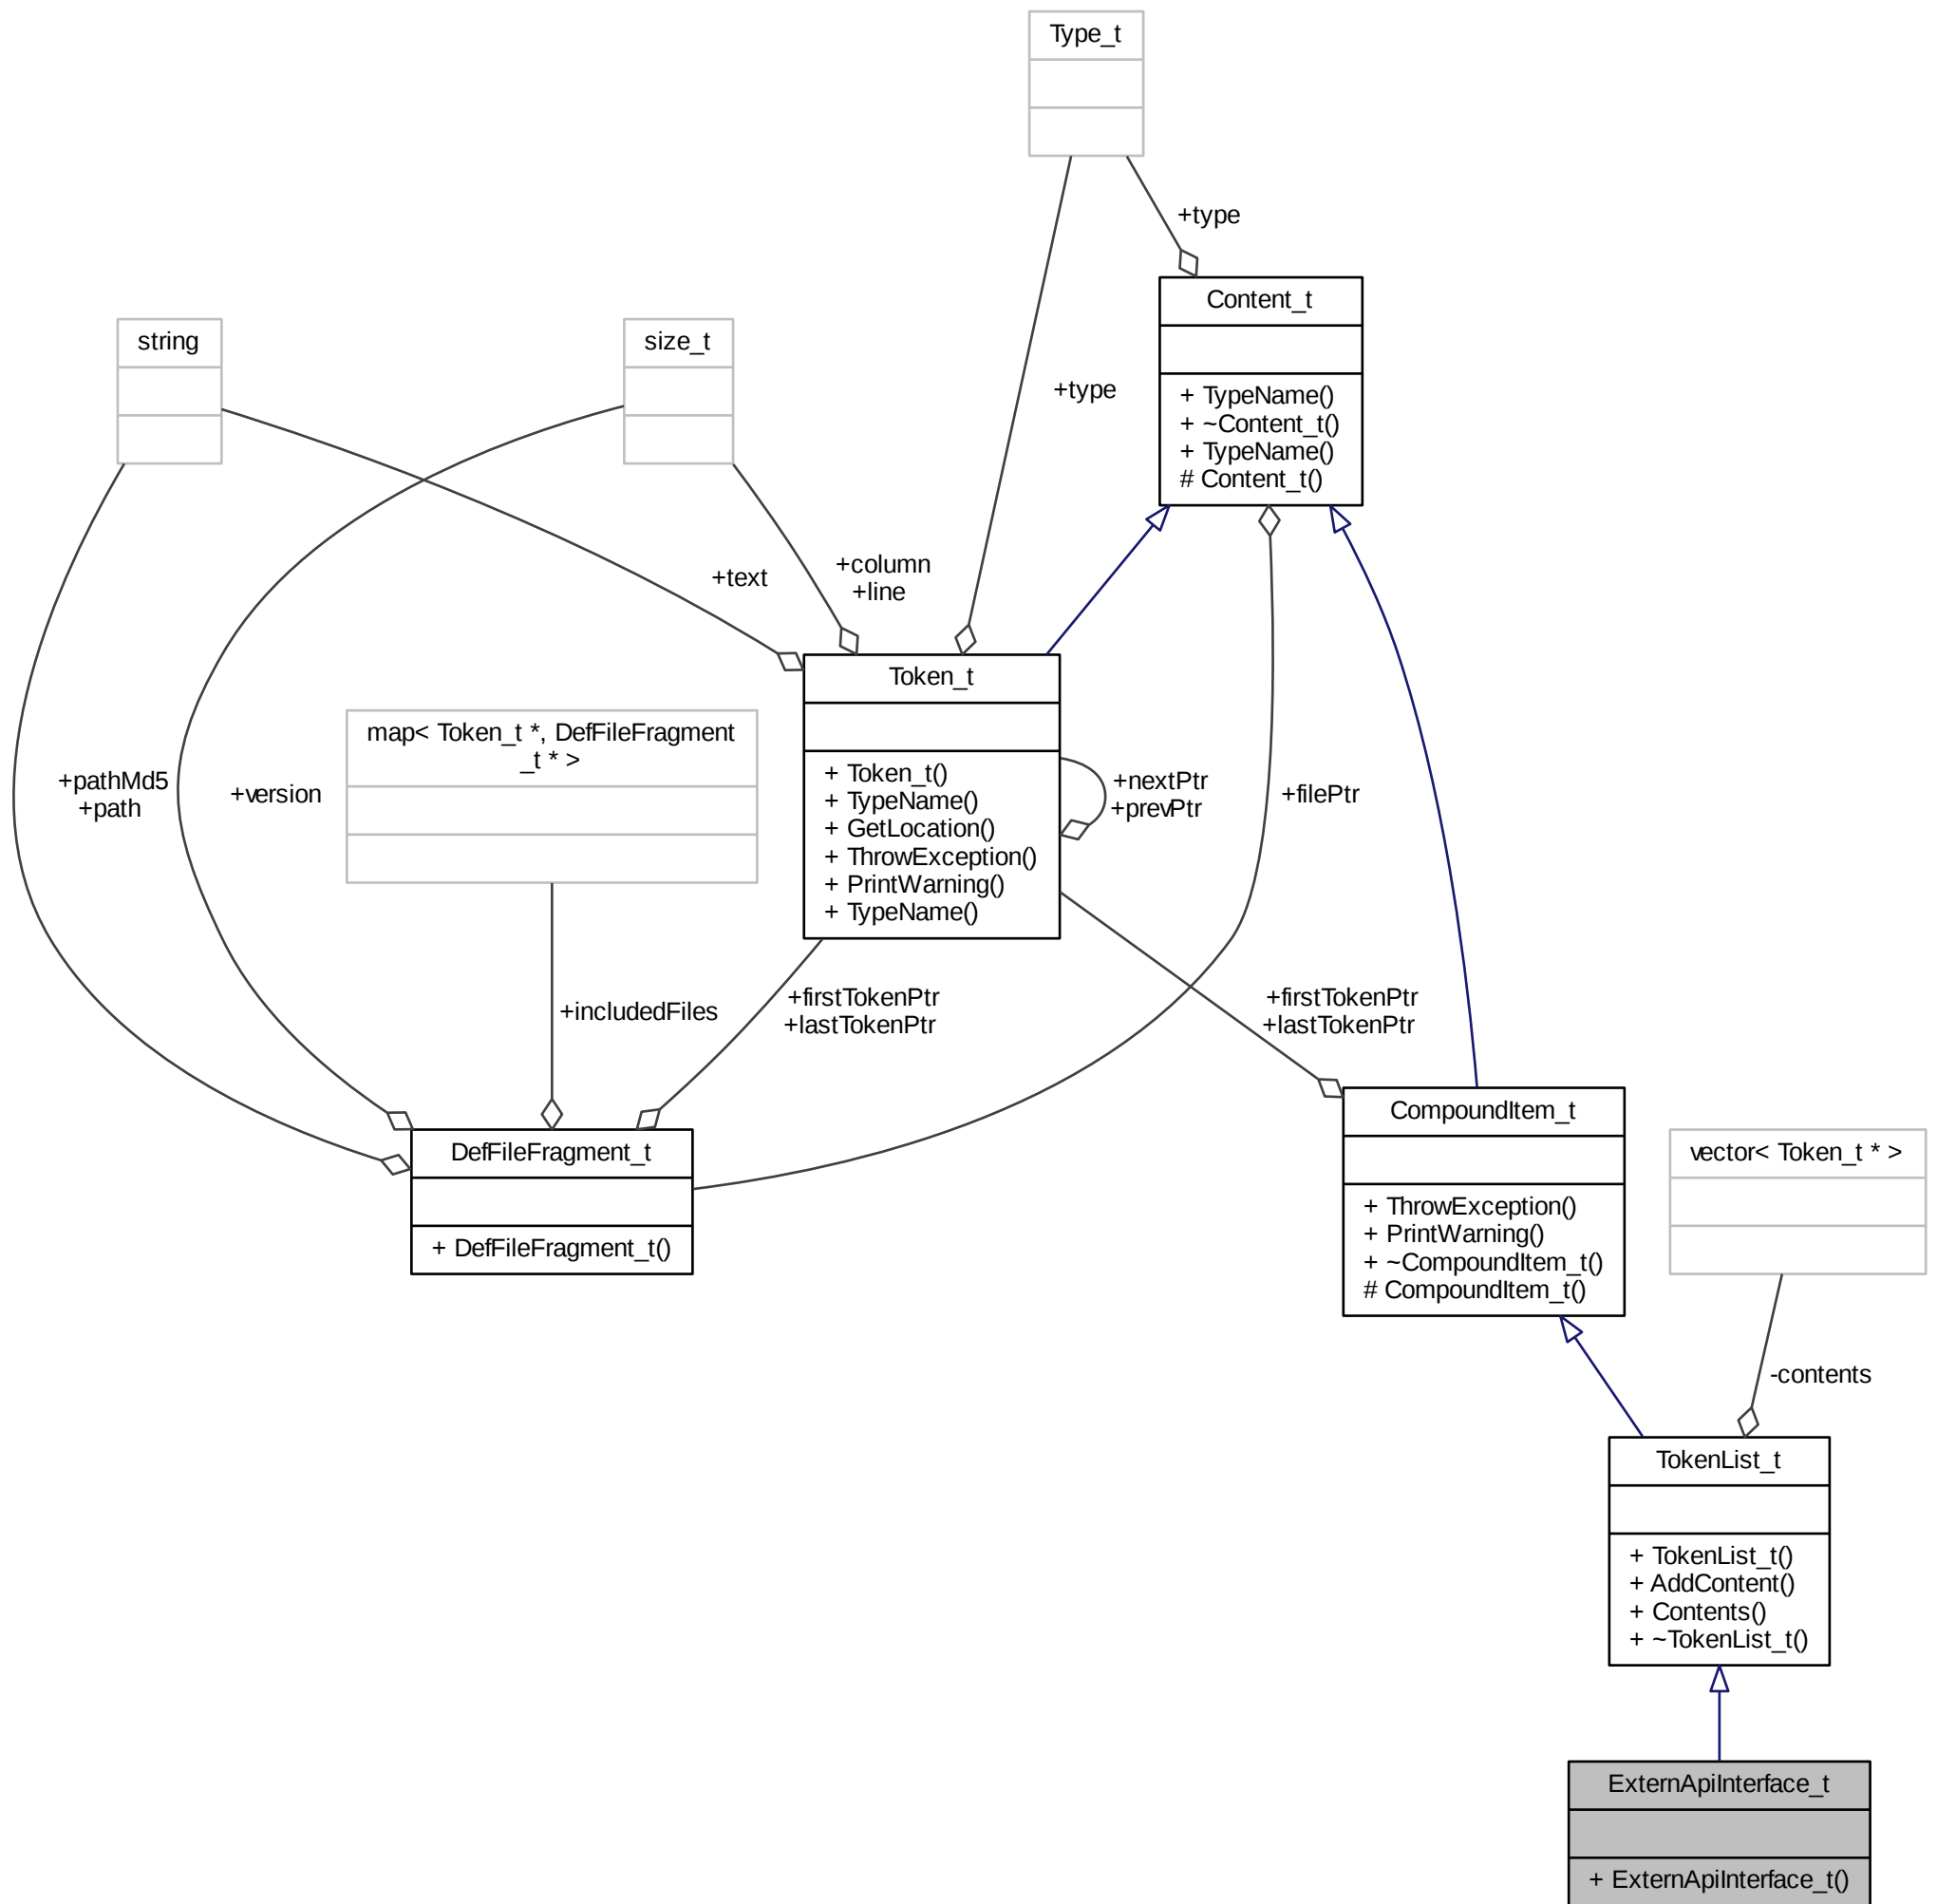 Type_t
+type
Content_t
+ TypeName()
+ ~Content_t()
+ TypeName()
# Content_t()
string
size_t
+type
+text
+column
+line
Token_t
+ Token_t()
+ TypeName()
+ GetLocation()
+ ThrowException()
+ PrintWarning()
+ TypeName()
+nextPtr
+prevPtr
+filePtr
map< Token_t *, DefFileFragment
_t * >
+pathMd5
+path
+version
+includedFiles
+firstTokenPtr
+lastTokenPtr
+firstTokenPtr
+lastTokenPtr
DefFileFragment_t
+ DefFileFragment_t()
CompoundItem_t
+ ThrowException()
+ PrintWarning()
+ ~CompoundItem_t()
# CompoundItem_t()
vector< Token_t * >
-contents
TokenList_t
+ TokenList_t()
+ AddContent()
+ Contents()
+ ~TokenList_t()
ExternApiInterface_t
+ ExternApiInterface_t()